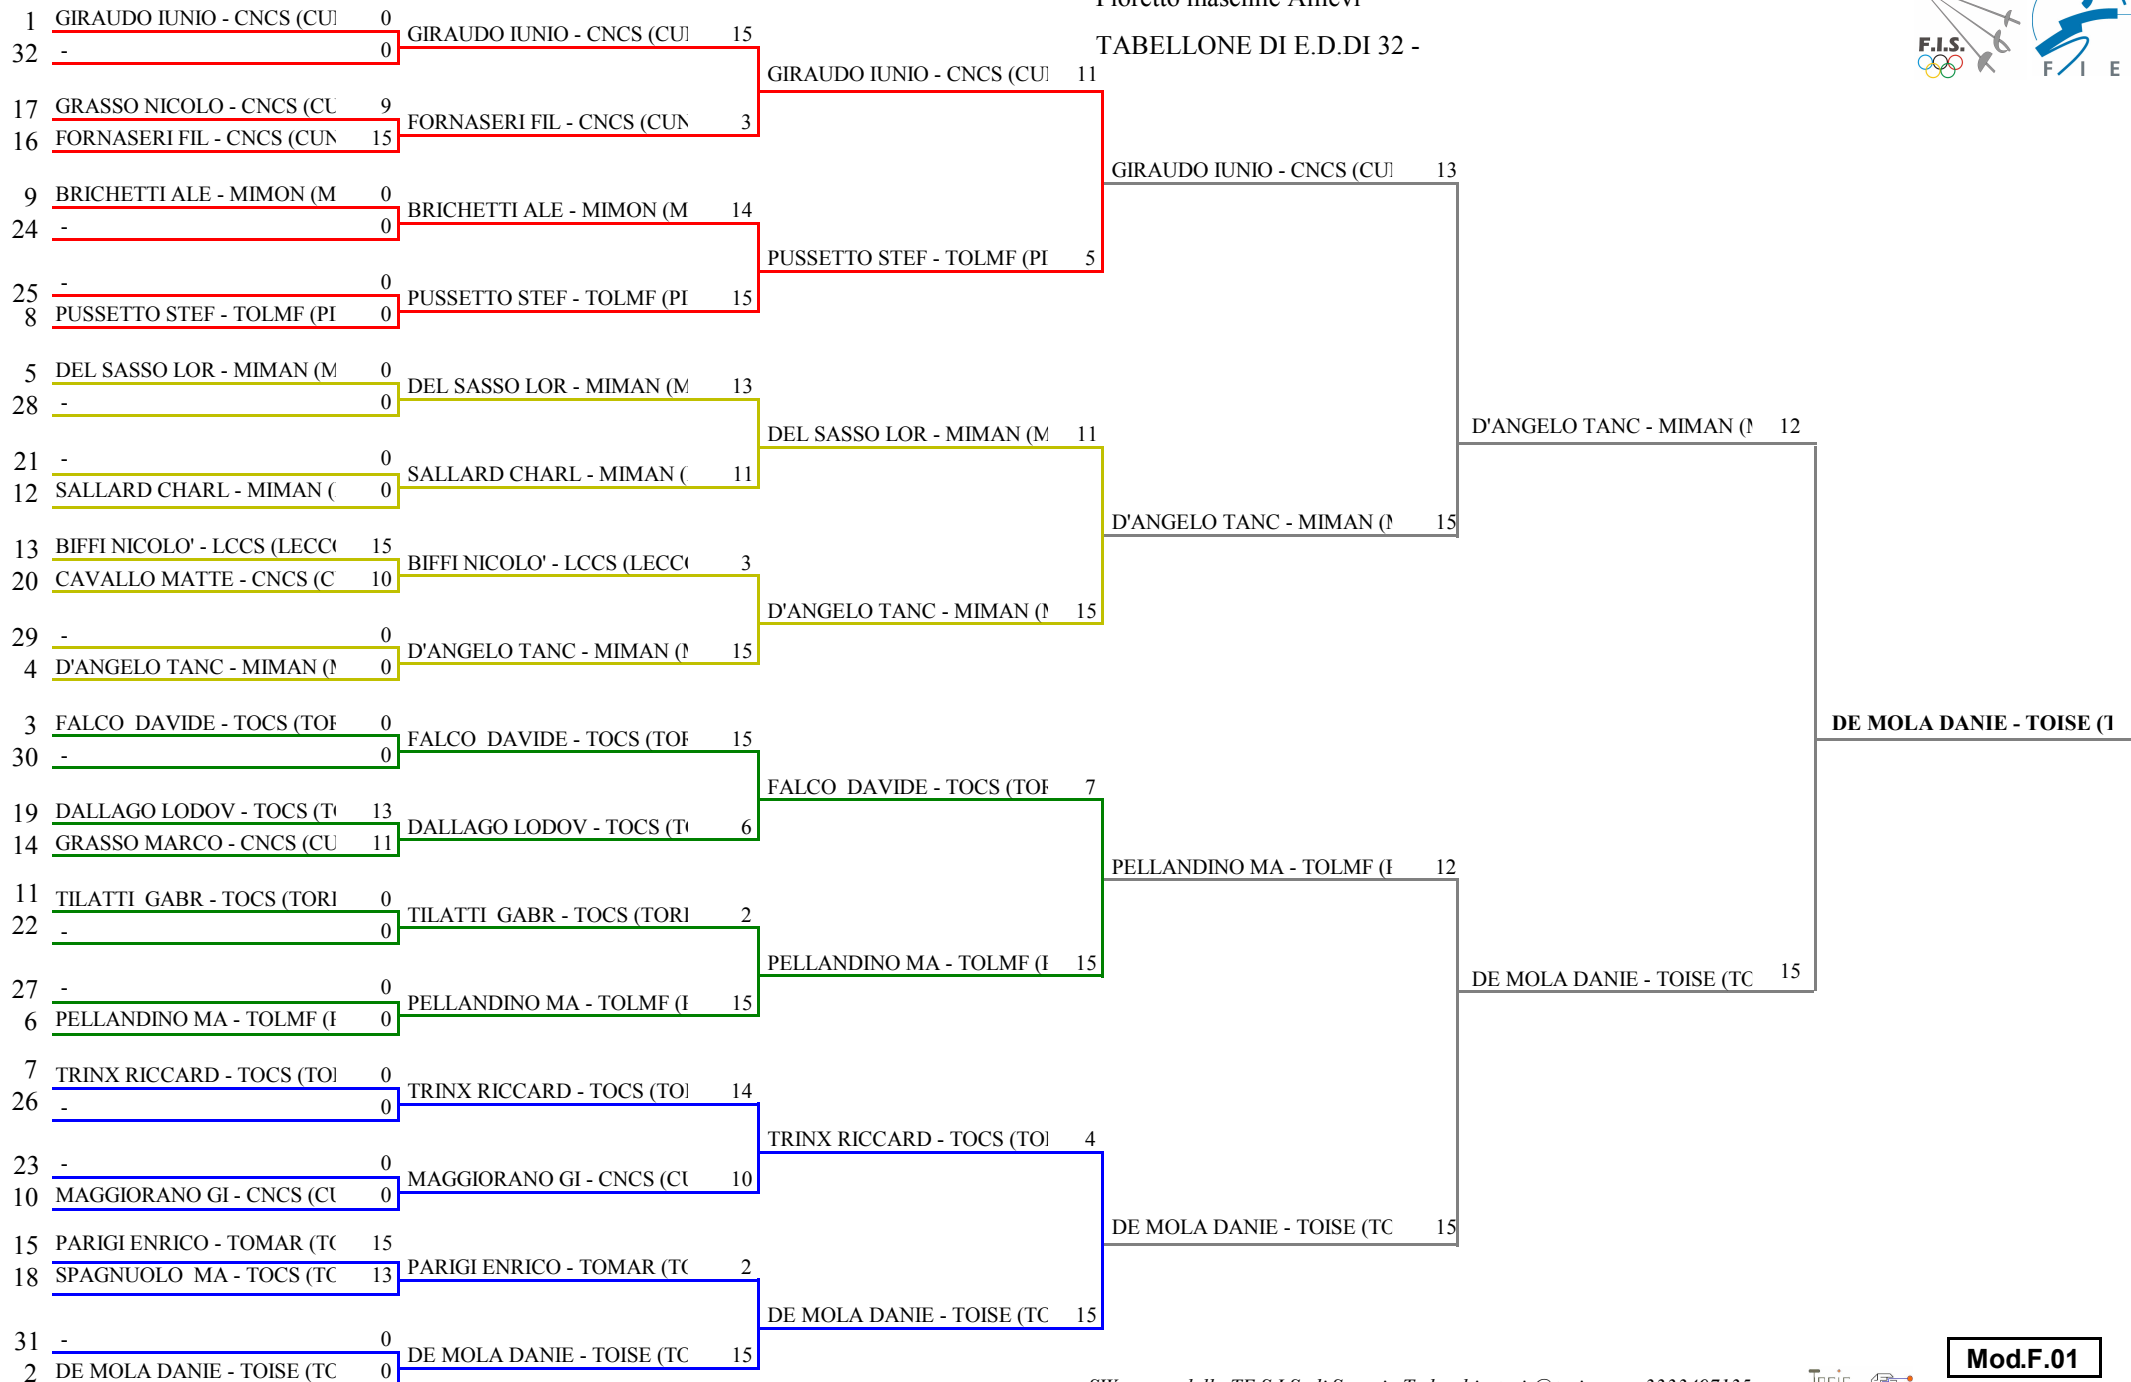 Fioretto maschile Allievi
TABELLONE DI E.D.DI 32 -
F.I.S.
F I E
1 GIRAUDO IUNIO - CNCS (CU 0
32 - 0
17 GRASSO NICOLO - CNCS (CU 9
16 FORNASERI FIL - CNCS (CUN 15
9 BRICHETTI ALE - MIMON (M 0
24 - 0
25 - 0
8 PUSSETTO STEF - TOLMF (PI 0
5 DEL SASSO LOR - MIMAN (M 0
28 - 0
21 - 0
12 SALLARD CHARL - MIMAN ( 0
13 BIFFI NICOLO' - LCCS (LECC 15
20 CAVALLO MATTE - CNCS (C 10
29 - 0
4 D'ANGELO TANC - MIMAN ( 0
3 FALCO DAVIDE - TOCS (TO 0
30 - 0
19 DALLAGO LODOV - TOCS (T 13
14 GRASSO MARCO - CNCS (CU 11
11 TILATTI GABR - TOCS (TORI 0
22 - 0
27 - 0
6 PELLANDINO MA - TOLMF ( 0
7 TRINX RICCARD - TOCS (TO 0
26 - 0
23 - 0
10 MAGGIORANO GI - CNCS (C 0
15 PARIGI ENRICO - TOMAR (T 15
18 SPAGNUOLO MA - TOCS (TO 13
31 - 0
2 DE MOLA DANIE - TOISE (TO 0
GIRAUDO IUNIO - CNCS (CU 15
FORNASERI FIL - CNCS (CUN 3
BRICHETTI ALE - MIMON (M 14
PUSSETTO STEF - TOLMF (PI 15
DEL SASSO LOR - MIMAN (M 13
SALLARD CHARL - MIMAN ( 11
BIFFI NICOLO' - LCCS (LECC 3
D'ANGELO TANC - MIMAN ( 15
FALCO DAVIDE - TOCS (TO 15
DALLAGO LODOV - TOCS (T 6
TILATTI GABR - TOCS (TORI 2
PELLANDINO MA - TOLMF ( 15
TRINX RICCARD - TOCS (TO 14
MAGGIORANO GI - CNCS (C 10
PARIGI ENRICO - TOMAR (T 2
DE MOLA DANIE - TOISE (TO 15
GIRAUDO IUNIO - CNCS (CU 11
PUSSETTO STEF - TOLMF (PI 5
DEL SASSO LOR - MIMAN (M 11
D'ANGELO TANC - MIMAN ( 15
FALCO DAVIDE - TOCS (TO 7
PELLANDINO MA - TOLMF ( 15
TRINX RICCARD - TOCS (TO 4
DE MOLA DANIE - TOISE (TO 15
GIRAUDO IUNIO - CNCS (CU 13
D'ANGELO TANC - MIMAN ( 15
PELLANDINO MA - TOLMF ( 12
DE MOLA DANIE - TOISE (TO 15
D'ANGELO TANC - MIMAN ( 12
DE MOLA DANIE - TOISE (TO 15
DE MOLA DANIE - TOISE (T
Mod.F.01